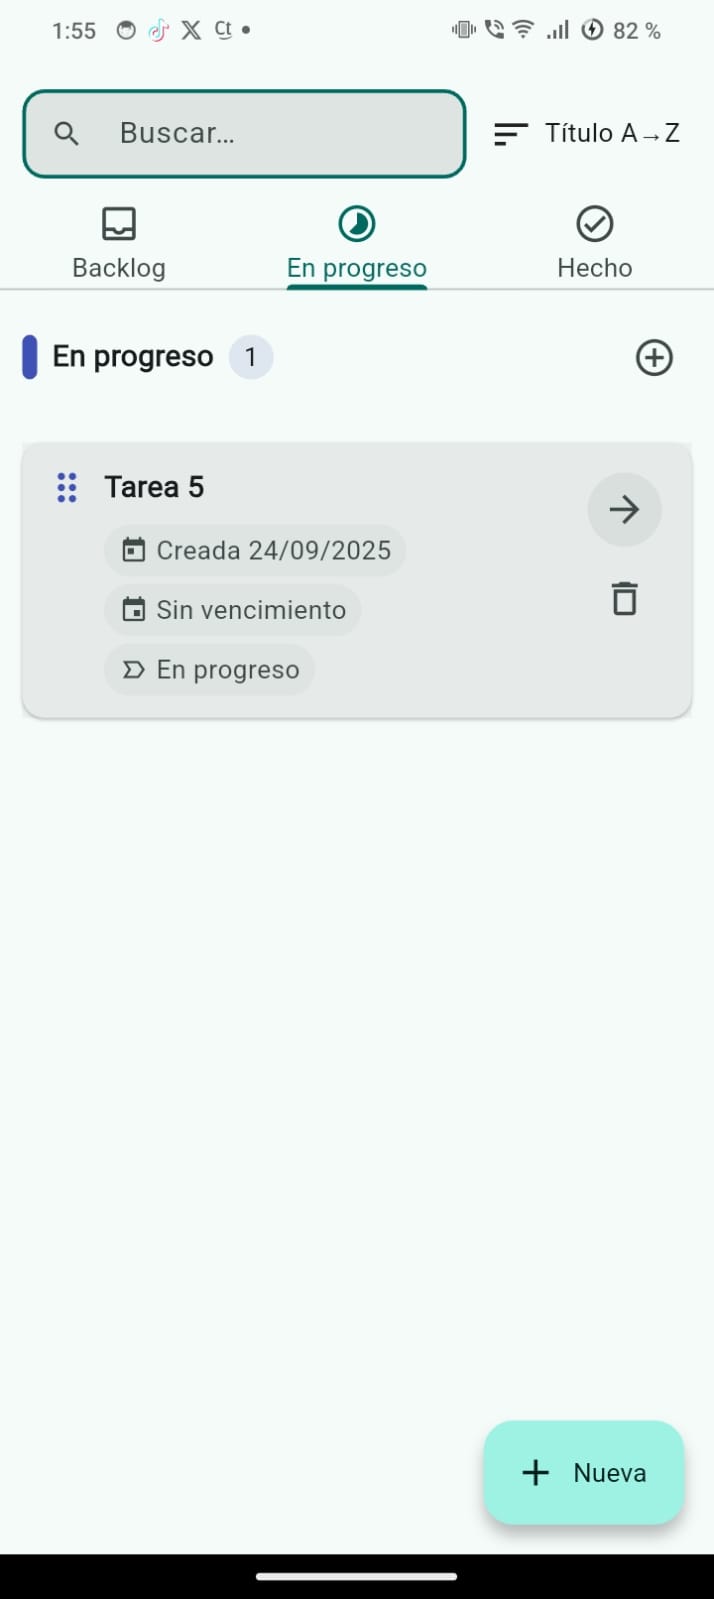 1:55 Ct 82 %
Buscar... Título A→Z
Backlog En progreso Hecho
En progreso 1
Tarea 5
Creada 24/09/2025
Sin vencimiento
En progreso
Nueva